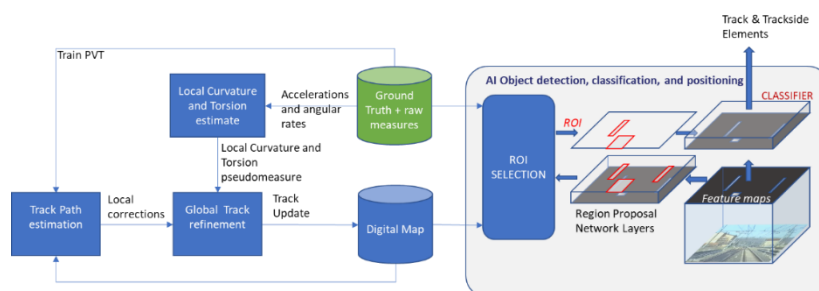 Track & Trackside
Elements
Train PVT
AI Object detection, classification, and positioning
Local Curvature
and Torsion
estimate
Accelerations
and angular
rates
Ground
Truth + raw
measures
CLASSIFIER
ROI
Local Curvature and
Torsion
pseudomeasure
ROI
SELECTION
Track Path
estimation
Local
corrections
Global Track
refinement
Track
Update
Digital Map
Region Proposal
Network Layers
Feature maps